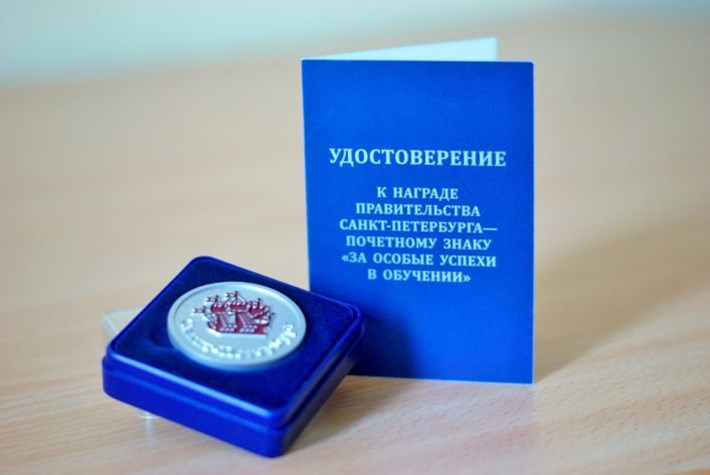 УДОСТОВЕРЕНИЕ
К НАГРАДЕ
ПРАВИТЕЛЬСТВА
САНКТ-ПЕТЕРБУРГА—
ПОЧЕТНОМУ ЗНАКУ
«ЗА ОСОБЫЕ УСПЕХИ
В ОБУЧЕНИИ»